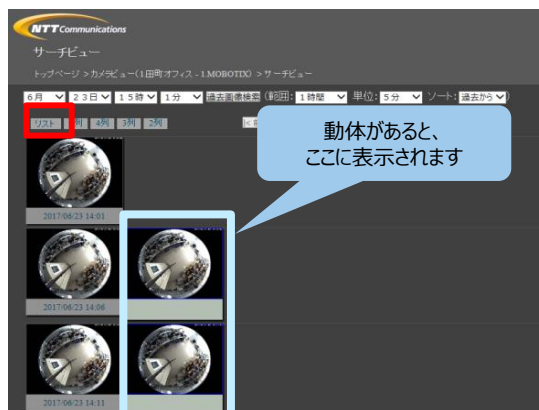 NTT Communications
サーチビュー
トップページ > カメラビュー(1.田町オフィス - 1.MOBOTIX) > サーチビュー
6月 23日 15時 1分 過去画像検索 (範囲: 1時間 単位: 5分 ソート: 過去から)
リスト 4列 3列 2列
動体があると、
ここに表示されます
2017/06/23 14:01
2017/06/23 14:06
2017/06/23 14:11